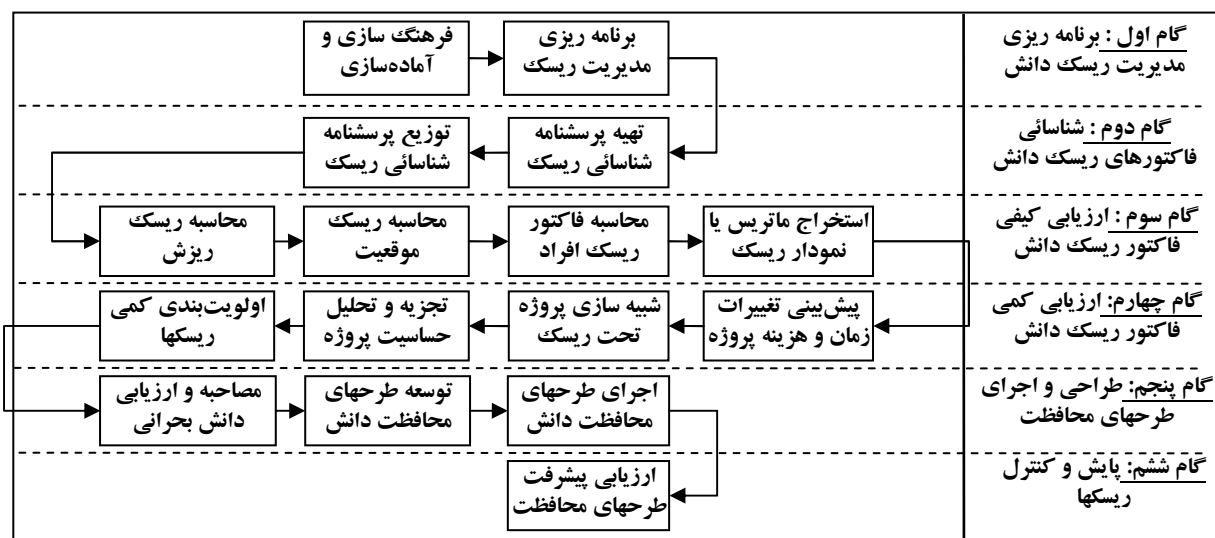 گام اول : برنامه ریزی
مدیریت ریسک دانش
فرهنگ سازی و
آماده‌سازی
برنامه ریزی
مدیریت ریسک
گام دوم : شناسائی
فاکتورهای ریسک دانش
تهیه پرسشنامه
شناسائی ریسک
توزیع پرسشنامه
شناسائی ریسک
گام سوم : ارزیابی کیفی
فاکتور ریسک دانش
محاسبه ریسک
ریزش
محاسبه ریسک
موقعیت
محاسبه فاکتور
ریسک افراد
استخراج ماتریس یا
نمودار ریسک
گام چهارم: ارزیابی کمی
فاکتور ریسک دانش
پیش‌بینی تغییرات
زمان و هزینه پروژه
شبیه سازی پروژه
تحت ریسک
تجزیه و تحلیل
حساسیت پروژه
اولویت‌بندی کمی
ریسکها
گام پنجم: طراحی و اجرای
طرحهای محافظت
مصاحبه و ارزیابی
دانش بحرانی
توسعه طرحهای
محافظت دانش
اجرای طرحهای
محافظت دانش
گام ششم: پایش و کنترل
ریسکها
ارزیابی پیشرفت
طرحهای محافظت